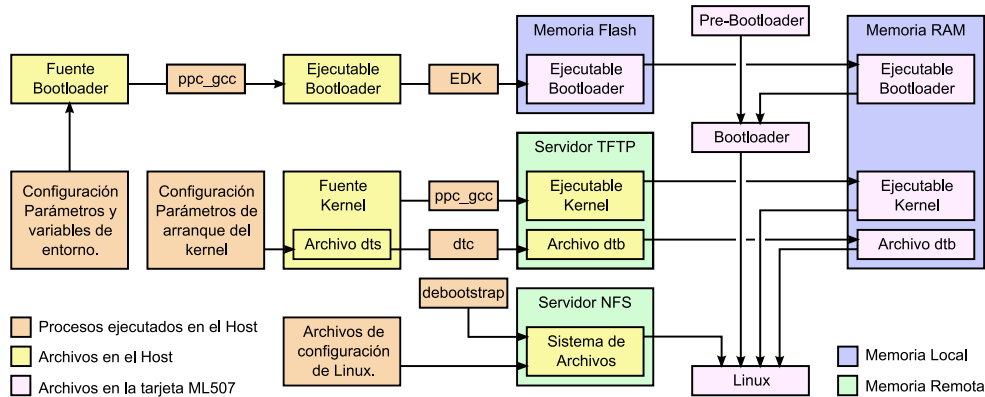 Memoria Flash
Pre-Bootloader
Memoria RAM
Fuente
Bootloader
ppc_gcc
Ejecutable
Bootloader
EDK
Ejecutable
Bootloader
Ejecutable
Bootloader
Bootloader
Servidor TFTP
Configuración
Parámetros y
variables de
entorno.
Configuración
Parámetros de
arranque del
kernel
Fuente
Kernel
ppc_gcc
Ejecutable
Kernel
Ejecutable
Kernel
Archivo dts
dtc
Archivo dtb
Archivo dtb
debootstrap
Servidor NFS
Archivos de
configuración
de Linux.
Sistema de
Archivos
Linux
Procesos ejecutados en el Host
Archivos en el Host
Archivos en la tarjeta ML507
Memoria Local
Memoria Remota